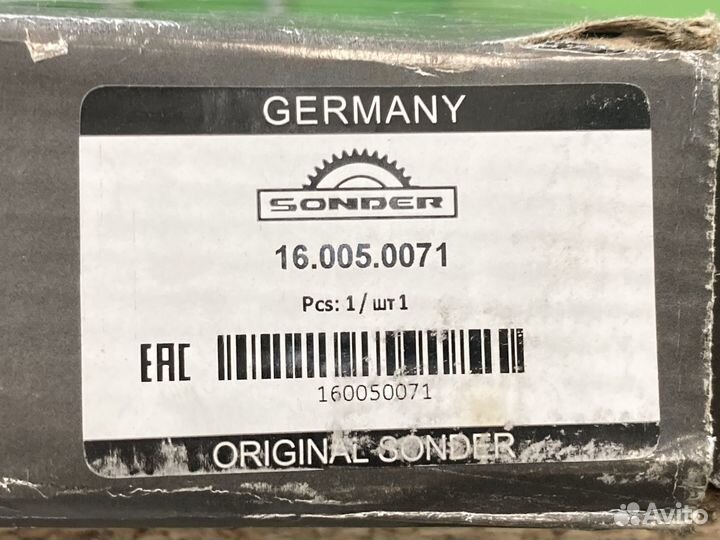 GERMANY
SONDER
16.005.0071
Pcs: 1 / шт 1
EAC
160050071
ORIGINAL SONDER
Avito